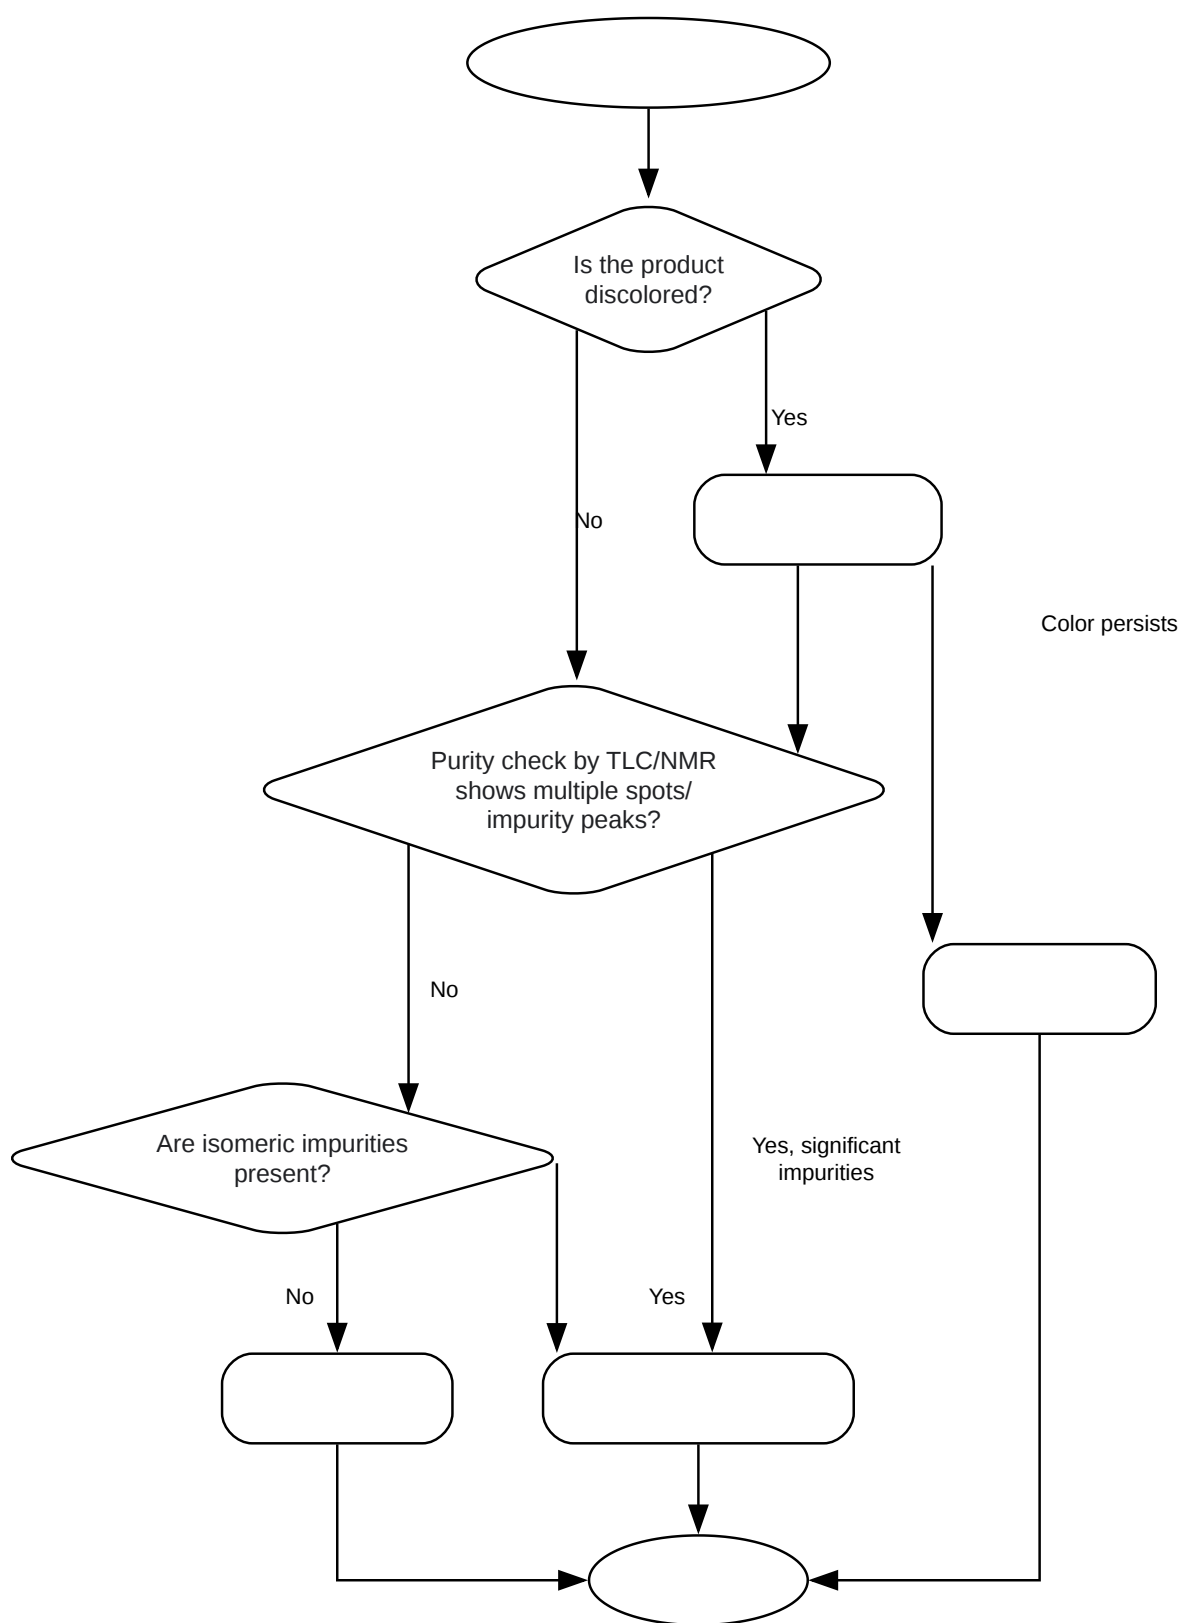 Is the product
discolored?
Yes
No
Color persists
Purity check by TLC/NMR
shows multiple spots/
impurity peaks?
No
Yes, significant
impurities
Are isomeric impurities
present?
No
Yes